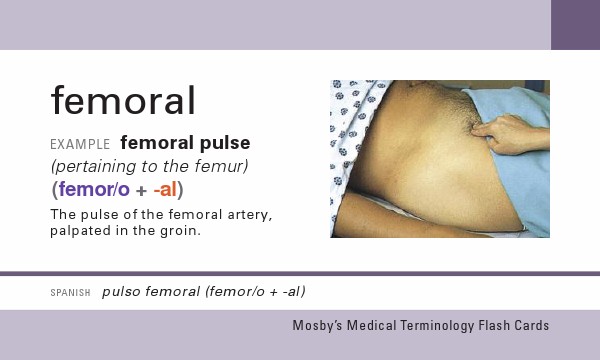 femoral
EXAMPLE femoral pulse
(pertaining to the femur)
(femor/o + -al)
The pulse of the femoral artery,
palpated in the groin.
SPANISH pulso femoral (femor/o + -al)
Mosby's Medical Terminology Flash Cards